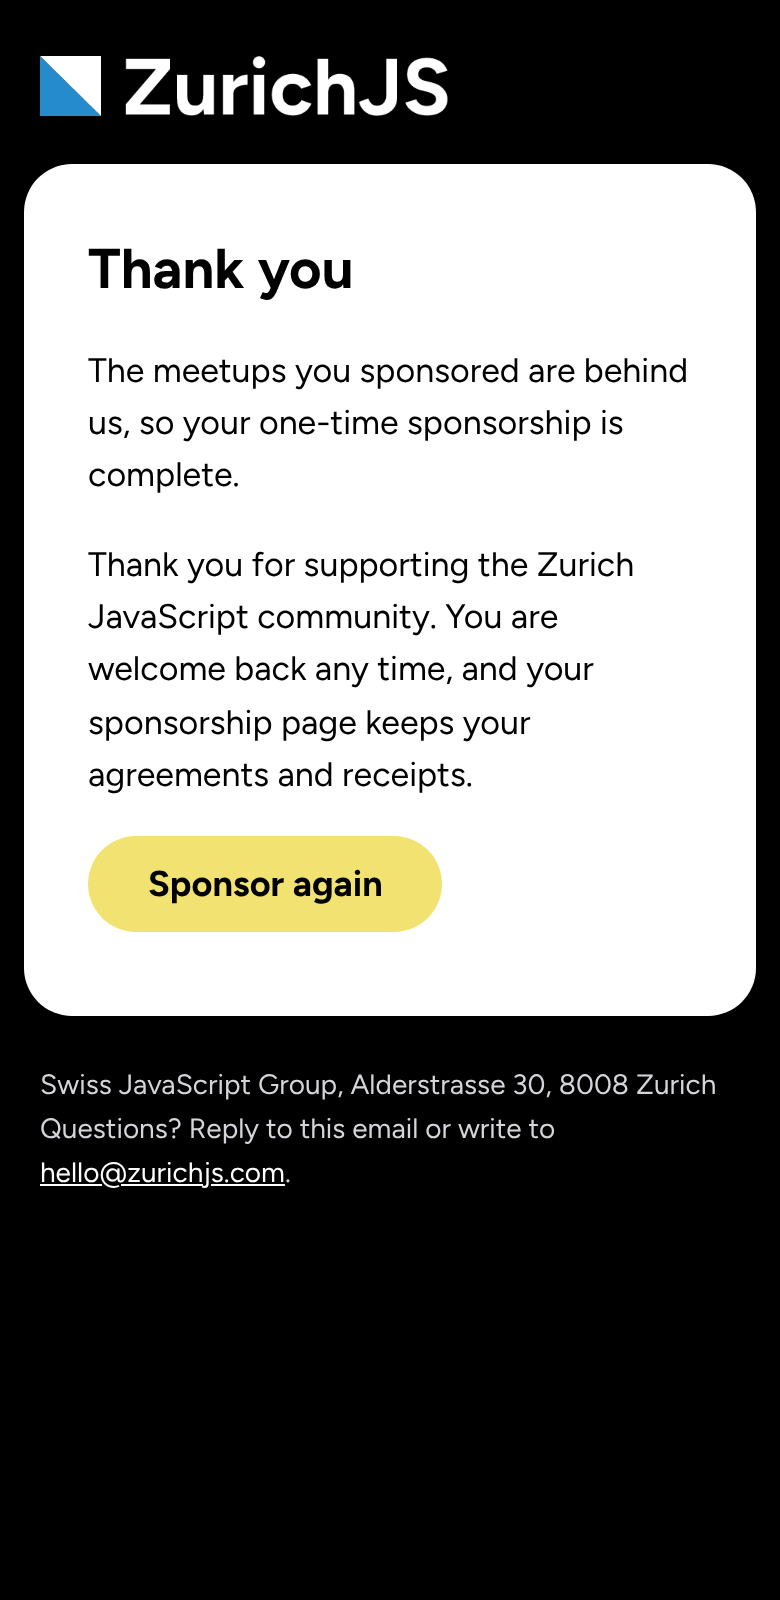 ZurichJS
Thank you
The meetups you sponsored are behind
us, so your one-time sponsorship is
complete.
Thank you for supporting the Zurich
JavaScript community. You are
welcome back any time, and your
sponsorship page keeps your
agreements and receipts.
Sponsor again
Swiss JavaScript Group, Alderstrasse 30, 8008 Zurich
Questions? Reply to this email or write to
hello@zurichjs.com.